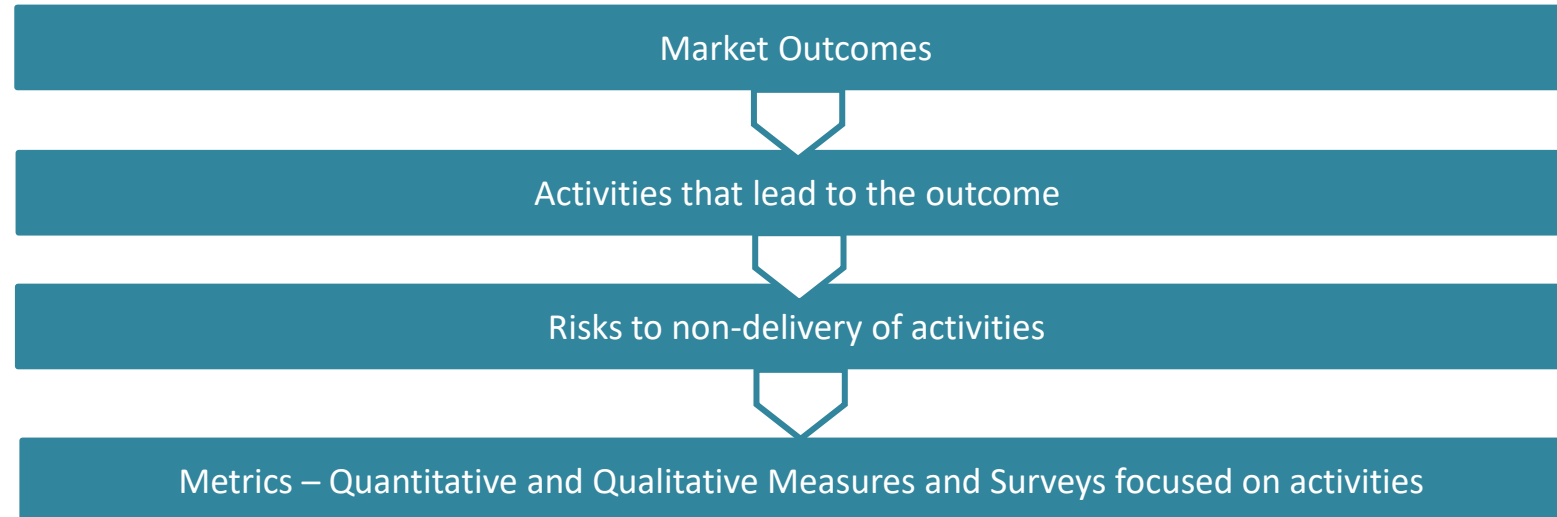 Market Outcomes
Activities that lead to the outcome
Risks to non-delivery of activities
Metrics – Quantitative and Qualitative Measures and Surveys focused on activities